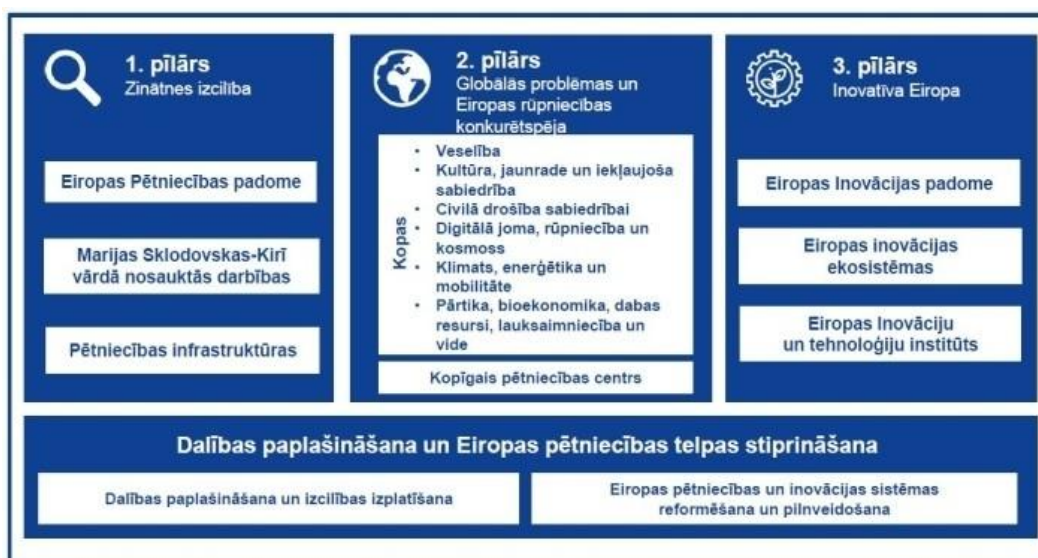 1. pīlārs
Zinātnes izcilība
Eiropas Pētniecības padome
Marijas Sklodovskas-Kirī
vārdā nosauktās darbības
Pētniecības infrastruktūras
2. pīlārs
Globālās problēmas un
Eiropas rūpniecības
konkurētspēja
Kopas
• Veselība
• Kultūra, jaunrade un iekļaujoša
sabiedrība
• Civilā drošība sabiedrībai
• Digitālā joma, rūpniecība un
kosmoss
• Klimats, enerģētika un
mobilitāte
• Pārtika, bioekonomika, dabas
resursi, lauksaimniecība un
vide
Kopīgais pētniecības centrs
3. pīlārs
Inovatīva Eiropa
Eiropas Inovācijas padome
Eiropas inovācijas
ekosistēmas
Eiropas Inovāciju
un tehnoloģiju institūts
Dalības paplašināšana un Eiropas pētniecības telpas stiprināšana
Dalības paplašināšana un izcilības izplatīšana
Eiropas pētniecības un inovācijas sistēmas
reformēšana un pilnveidošana